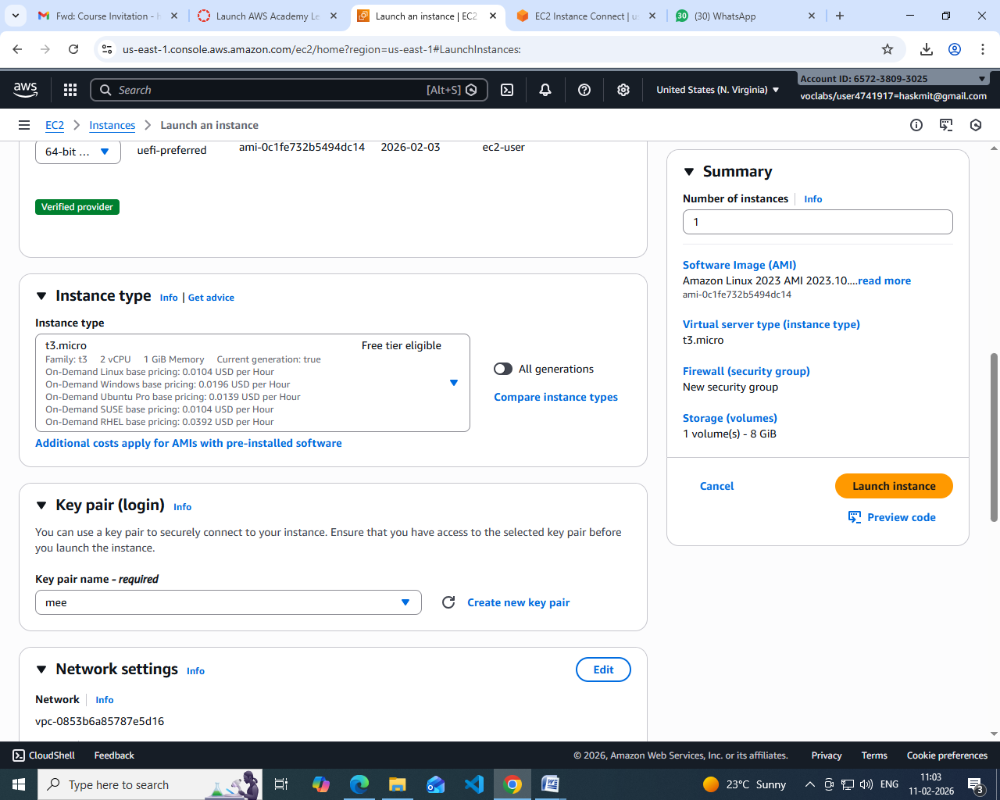 Fwd: Course Invitation - h
Launch AWS Academy Le
Launch an instance | EC2
EC2 Instance Connect | us
30
(30) WhatsApp
us-east-1.console.aws.amazon.com/ec2/home?region=us-east-1#LaunchInstances:
aws
Search
[Alt+S]
United States (N. Virginia)
Account ID: 6572-3809-3025
voclabs/user4741917=haskmit@gmail.com
EC2
Instances
Launch an instance
64-bit ...
uefi-preferred
ami-0c1fe732b5494dc14
2026-02-03
ec2-user
Verified provider
Instance type
Info | Get advice
Instance type
t3.micro
Free tier eligible
Family: t3 2 vCPU 1 GiB Memory Current generation: true
On-Demand Linux base pricing: 0.0104 USD per Hour
On-Demand Windows base pricing: 0.0196 USD per Hour
On-Demand Ubuntu Pro base pricing: 0.0139 USD per Hour
On-Demand SUSE base pricing: 0.0104 USD per Hour
On-Demand RHEL base pricing: 0.0392 USD per Hour
All generations
Compare instance types
Additional costs apply for AMIs with pre-installed software
Key pair (login)
Info
You can use a key pair to securely connect to your instance. Ensure that you have access to the selected key pair before
you launch the instance.
Key pair name - required
mee
Create new key pair
Network settings
Info
Edit
Network
Info
vpc-0853b6a85787e5d16
Summary
Number of instances
Info
1
Software Image (AMI)
Amazon Linux 2023 AMI 2023.10....read more
ami-0c1fe732b5494dc14
Virtual server type (instance type)
t3.micro
Firewall (security group)
New security group
Storage (volumes)
1 volume(s) - 8 GiB
Cancel
Launch instance
Preview code
CloudShell
Feedback
© 2026, Amazon Web Services, Inc. or its affiliates.
Privacy
Terms
Cookie preferences
Type here to search
23°C Sunny
ENG
11:03
11-02-2026
3